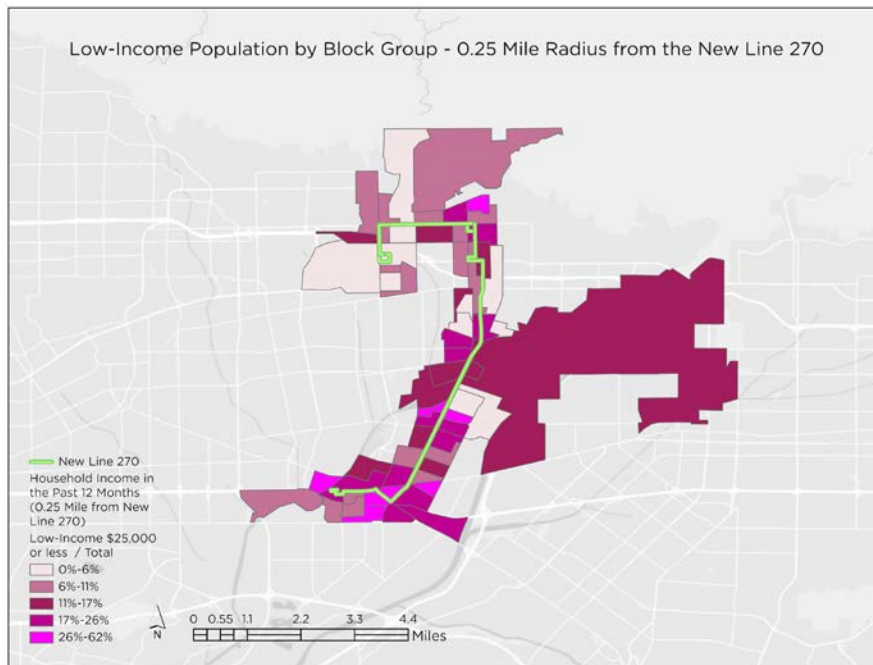 Low-Income Population by Block Group - 0.25 Mile Radius from the New Line 270
New Line 270
Household Income in
the Past 12 Months
(0.25 Mile from New
Line 270)
Low-Income $25,000
or less / Total
0%-6%
6%-11%
11%-17%
17%-26%
26%-62%
N
0 0.55 1.1 2.2 3.3 4.4
Miles